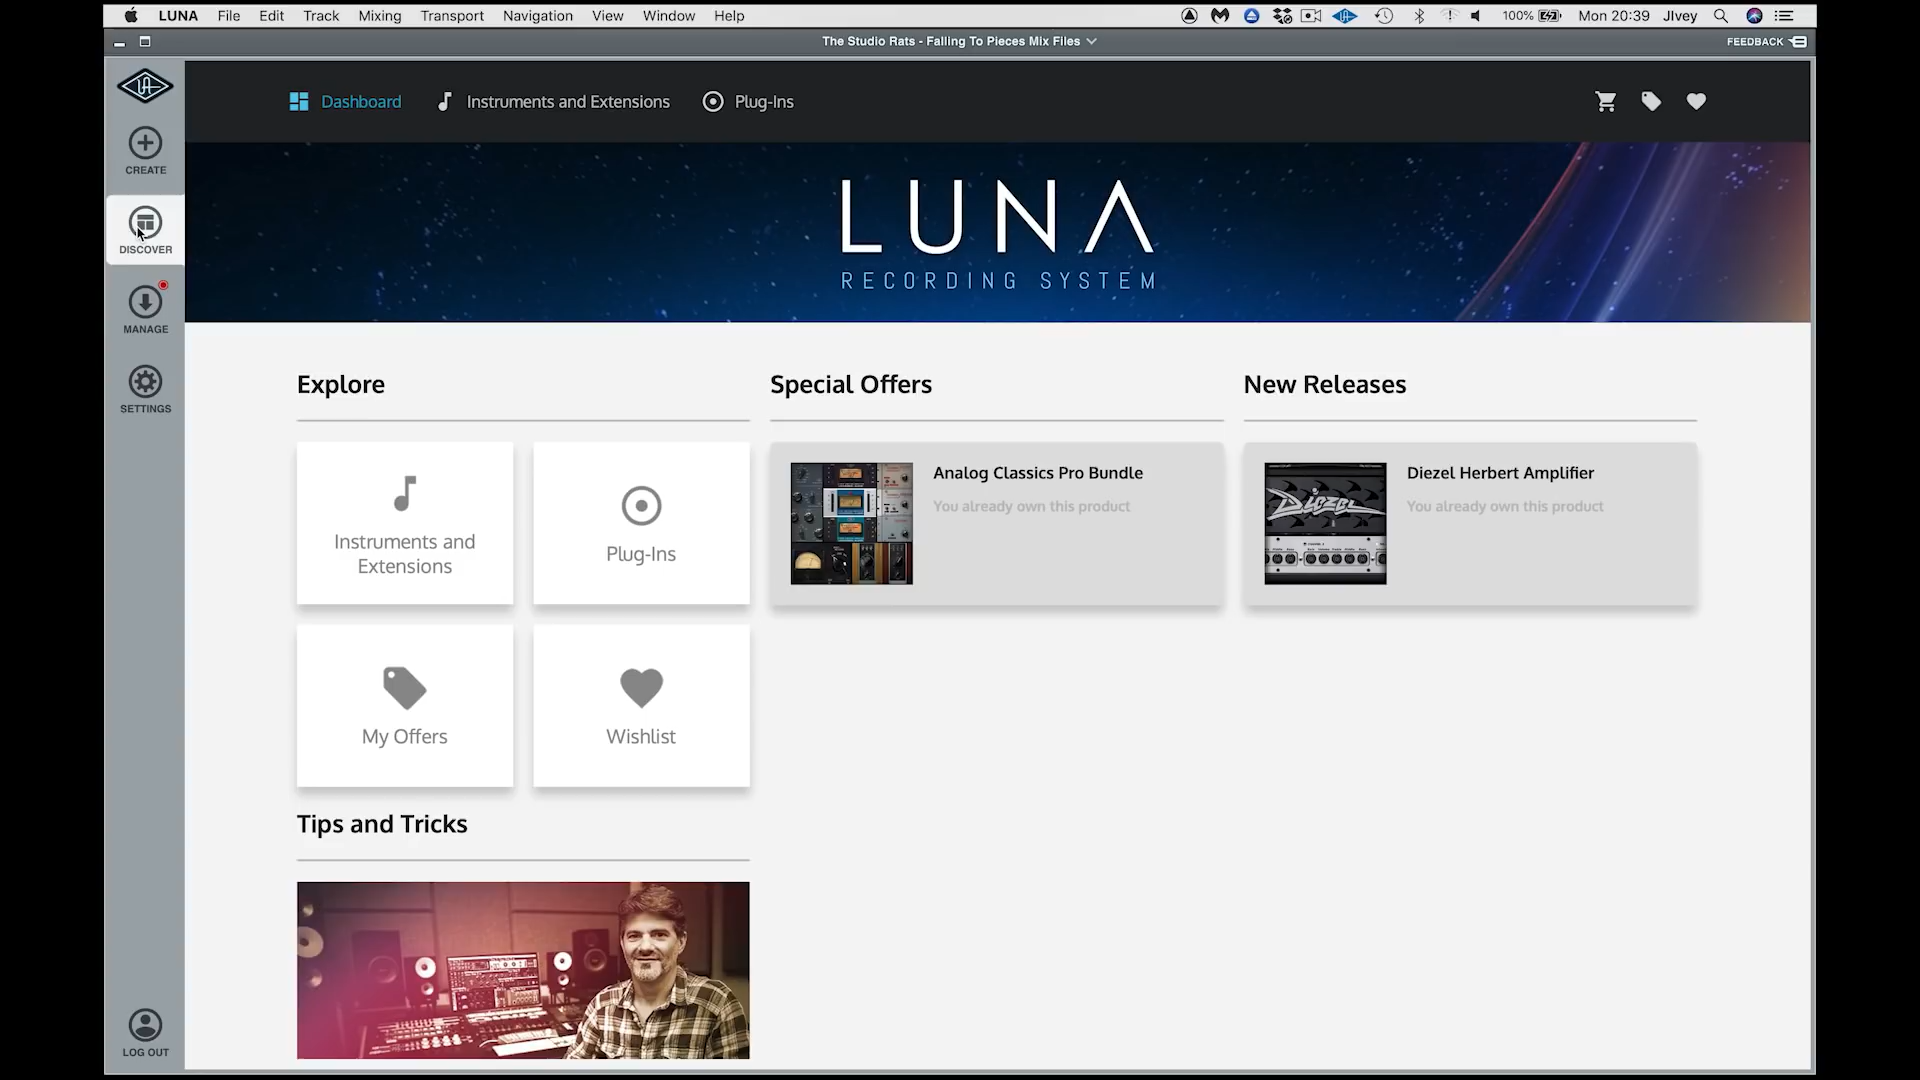 LUNA File Edit Track Mixing Transport Navigation View Window Help 100% Mon 20:39 JIvey
The Studio Rats - Falling To Pieces Mix Files
FEEDBACK
Dashboard Instruments and Extensions Plug-Ins
CREATE
DISCOVER
MANAGE
SETTINGS
LOG OUT
LUNA
RECORDING SYSTEM
Explore
Instruments and
Extensions
Plug-Ins
My Offers
Wishlist
Tips and Tricks
Special Offers
Analog Classics Pro Bundle
You already own this product
New Releases
Diezel
Diezel Herbert Amplifier
You already own this product